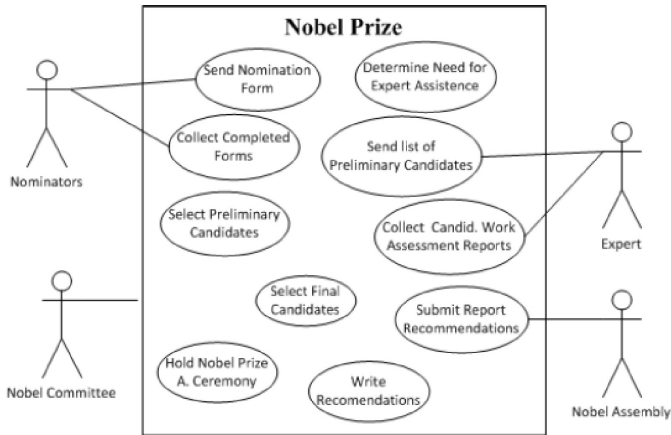 Nobel Prize
Send Nomination
Form
Determine Need for
Expert Assistence
Collect Completed
Forms
Send list of
Preliminary Candidates
Nominators
Select Preliminary
Candidates
Collect Candid. Work
Assessment Reports
Expert
Select Final
Candidates
Submit Report
Recommendations
Hold Nobel Prize
A. Ceremony
Write
Recomendations
Nobel Committee
Nobel Assembly